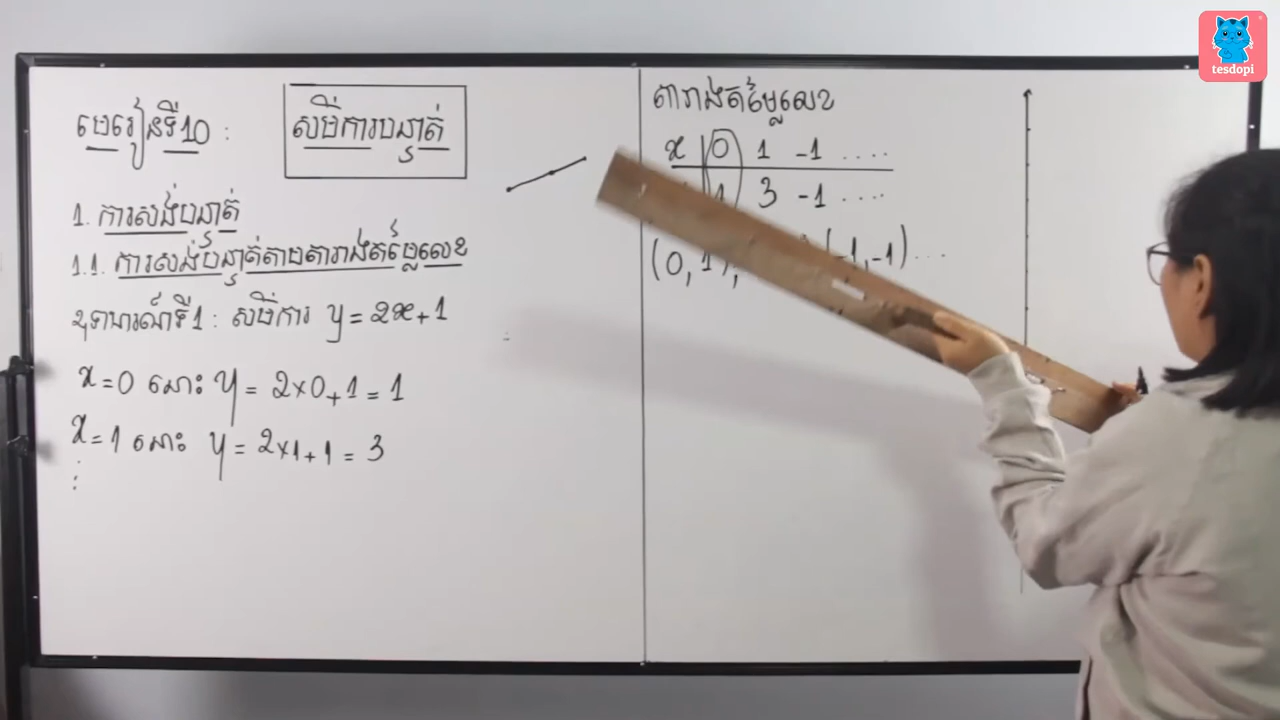 មេរៀនទី10 :
សមីការបន្ទាត់
1. ការសង់បន្ទាត់
1.1. ការសង់បន្ទាត់តាមតារាងតម្លៃលេខ
ឧទាហរណ៍ទី1 : សមីការ y = 2x + 1
x = 0 នោះ y = 2×0 + 1 = 1
x = 1 នោះ y = 2×1 + 1 = 3
⋮
តារាងតម្លៃលេខ
x 0 1 -1 ....
1 3 -1 ....
(0, 1), (-1, -1) ...
tesdopi